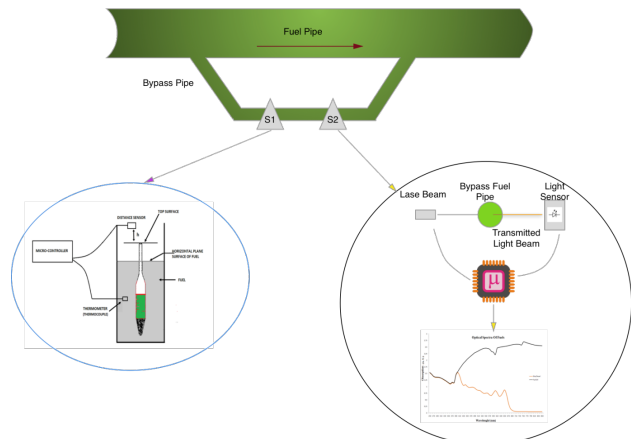 Fuel Pipe
Bypass Pipe
S1
S2
TOP SURFACE
DISTANCE SENSOR
h
MICRO-CONTROLLER
HORIZONTAL PLANE
SURFACE OF FUEL
FUEL
THERMOMETER
(THERMOCOUPLE)
Lase Beam
Bypass Fuel
Pipe
Light
Sensor
Transmitted
Light Beam
μ